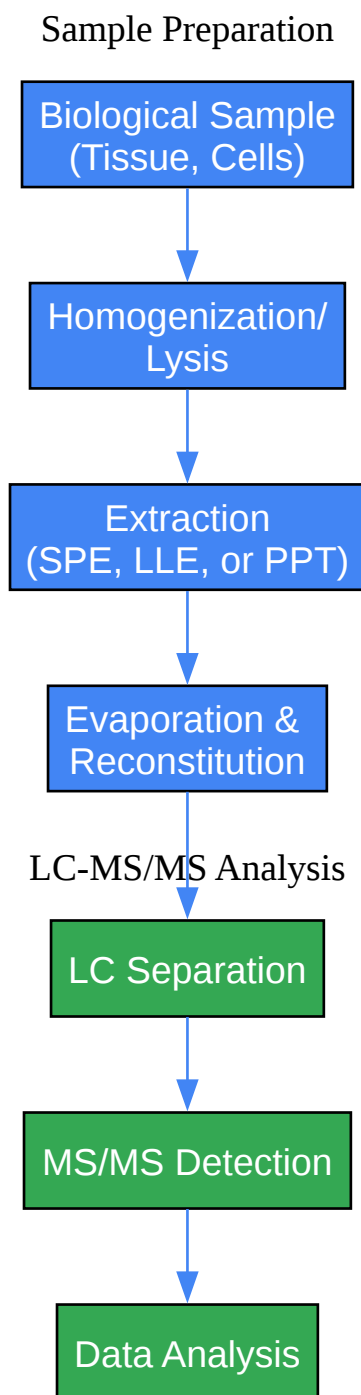 Sample Preparation
Biological Sample
(Tissue, Cells)
Homogenization/
Lysis
Extraction
(SPE, LLE, or PPT)
Evaporation &
Reconstitution
LC-MS/MS Analysis
LC Separation
MS/MS Detection
Data Analysis